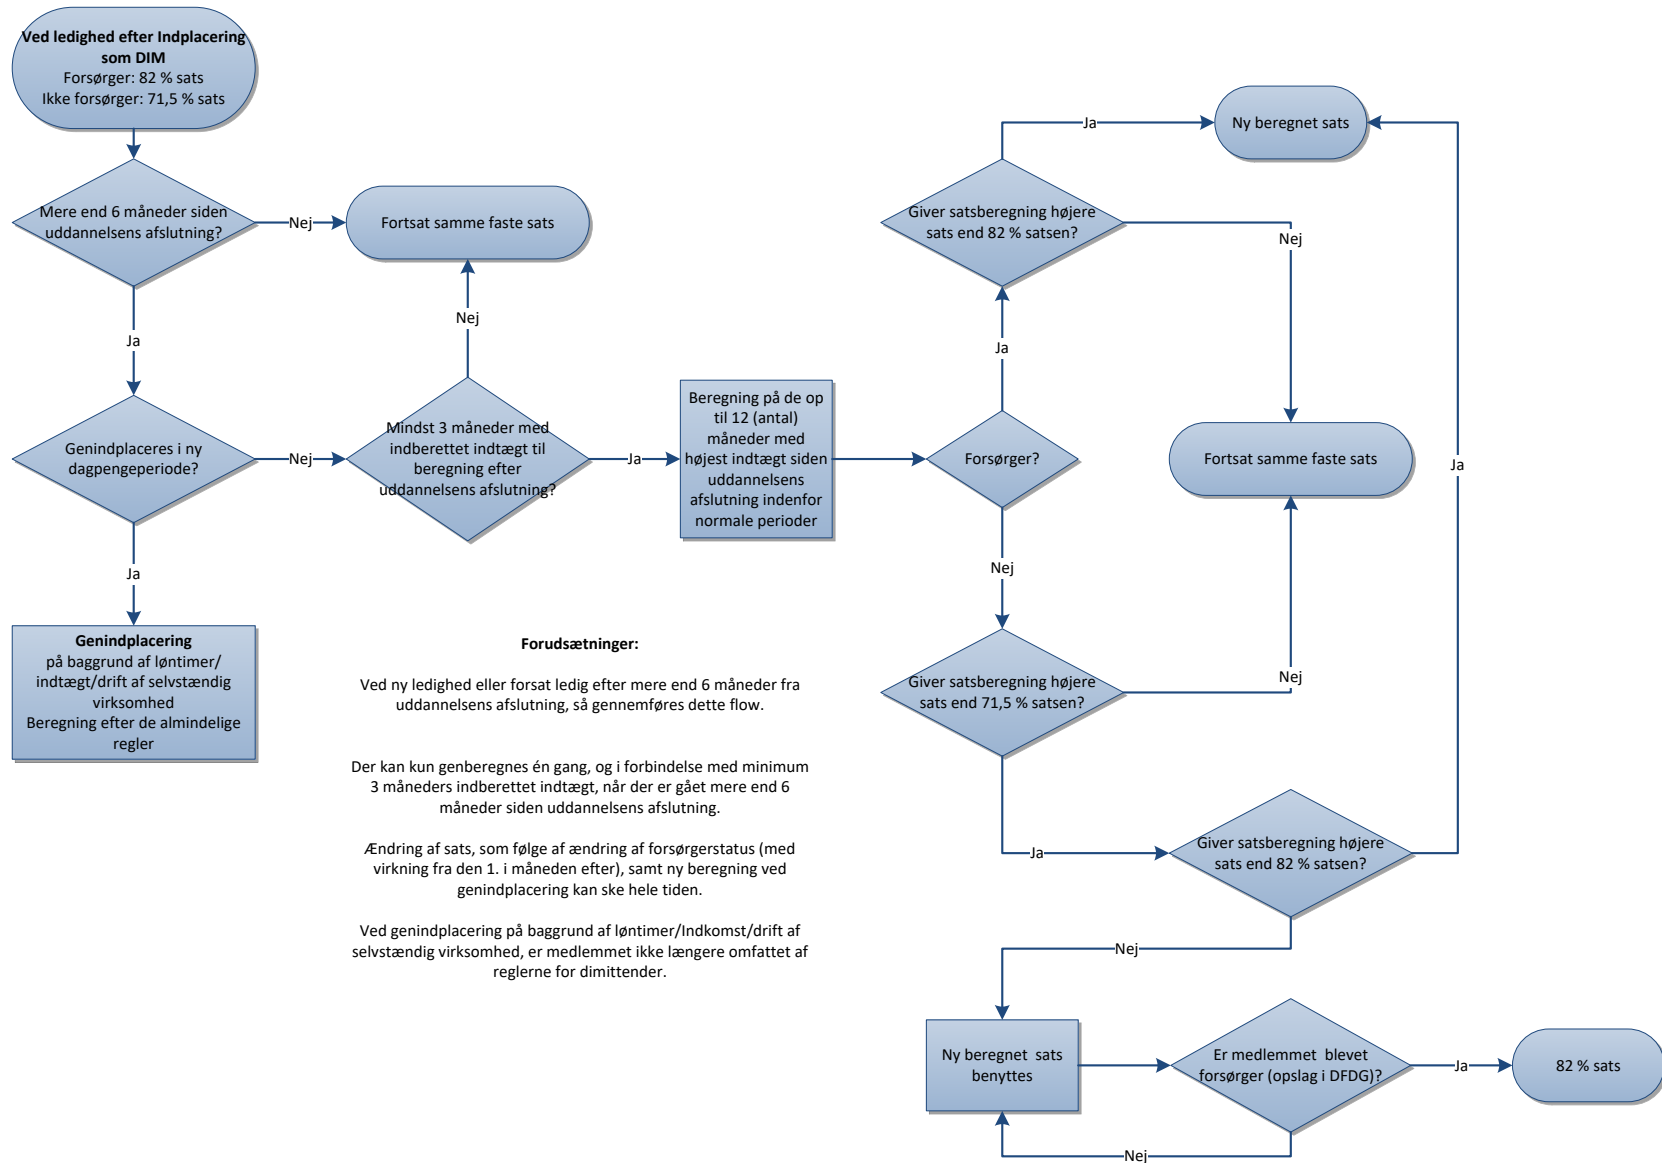 Ved ledighed efter Indplacering
som DIM
Forsørger: 82 % sats
Ikke forsørger: 71,5 % sats
Mere end 6 måneder siden
uddannelsens afslutning?
Nej
Fortsat samme faste sats
Ja
Nej
Genindplaceres i ny
dagpengeperiode?
Nej
Mindst 3 måneder med
indberettet indtægt til
beregning efter
uddannelsens afslutning?
Ja
Beregning på de op
til 12 (antal)
måneder med
højest indtægt siden
uddannelsens
afslutning indenfor
normale perioder
Ja
Genindplacering
på baggrund af løntimer/
indtægt/drift af selvstændig
virksomhed
Beregning efter de almindelige
regler
Forsørger?
Ja
Giver satsberegning højere
sats end 82 % satsen?
Ja
Ny beregnet sats
Nej
Fortsat samme faste sats
Nej
Giver satsberegning højere
sats end 71,5 % satsen?
Nej
Ja
Giver satsberegning højere
sats end 82 % satsen?
Ja
Nej
Ny beregnet  sats
benyttes
Er medlemmet  blevet
forsørger (opslag i DFDG)?
Ja
82 % sats
Nej
Forudsætninger:
Ved ny ledighed eller forsat ledig efter mere end 6 måneder fra
uddannelsens afslutning, så gennemføres dette flow.
Der kan kun genberegnes én gang, og i forbindelse med minimum
3 måneders indberettet indtægt, når der er gået mere end 6
måneder siden uddannelsens afslutning.
Ændring af sats, som følge af ændring af forsørgerstatus (med
virkning fra den 1. i måneden efter), samt ny beregning ved
genindplacering kan ske hele tiden.
Ved genindplacering på baggrund af løntimer/Indkomst/drift af
selvstændig virksomhed, er medlemmet ikke længere omfattet af
reglerne for dimittender.